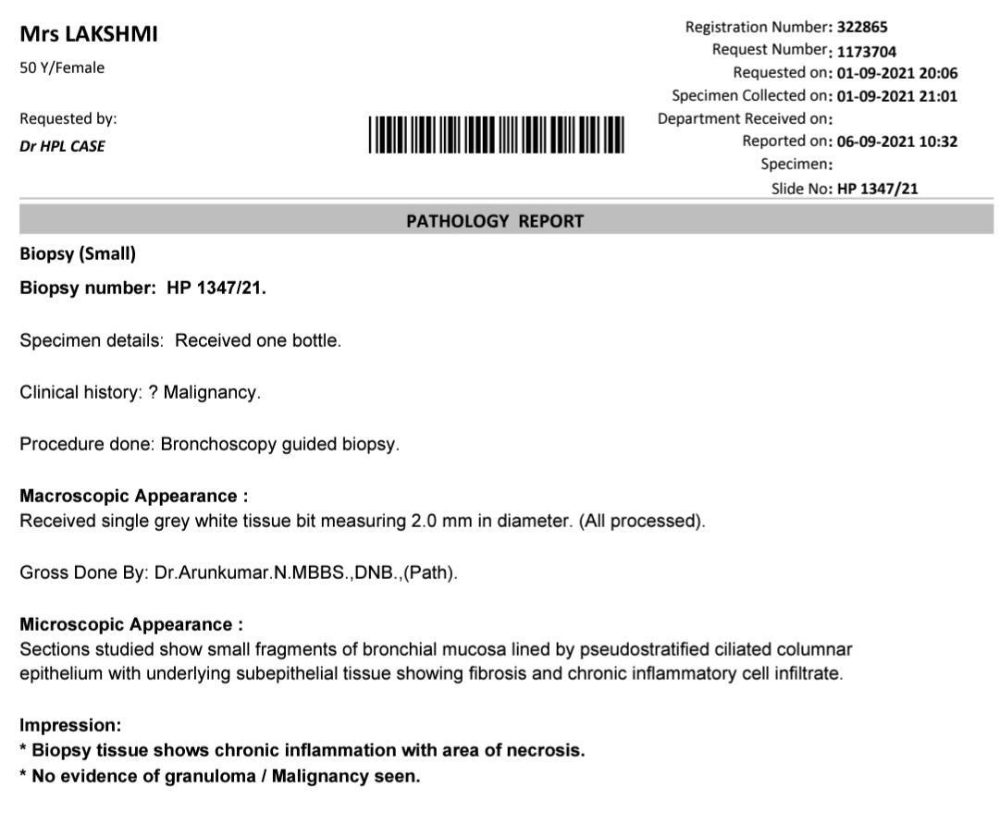 Mrs LAKSHMI
50 Y/Female
Requested by:
Dr HPL CASE
Registration Number: 322865
Request Number: 1173704
Requested on: 01-09-2021 20:06
Specimen Collected on: 01-09-2021 21:01
Department Received on:
Reported on: 06-09-2021 10:32
Specimen:
Slide No: HP 1347/21
PATHOLOGY REPORT
Biopsy (Small)
Biopsy number: HP 1347/21.
Specimen details: Received one bottle.
Clinical history: ? Malignancy.
Procedure done: Bronchoscopy guided biopsy.
Macroscopic Appearance :
Received single grey white tissue bit measuring 2.0 mm in diameter. (All processed).
Gross Done By: Dr.Arunkumar.N.MBBS.,DNB.,(Path).
Microscopic Appearance :
Sections studied show small fragments of bronchial mucosa lined by pseudostratified ciliated columnar
epithelium with underlying subepithelial tissue showing fibrosis and chronic inflammatory cell infiltrate.
Impression:
* Biopsy tissue shows chronic inflammation with area of necrosis.
* No evidence of granuloma / Malignancy seen.